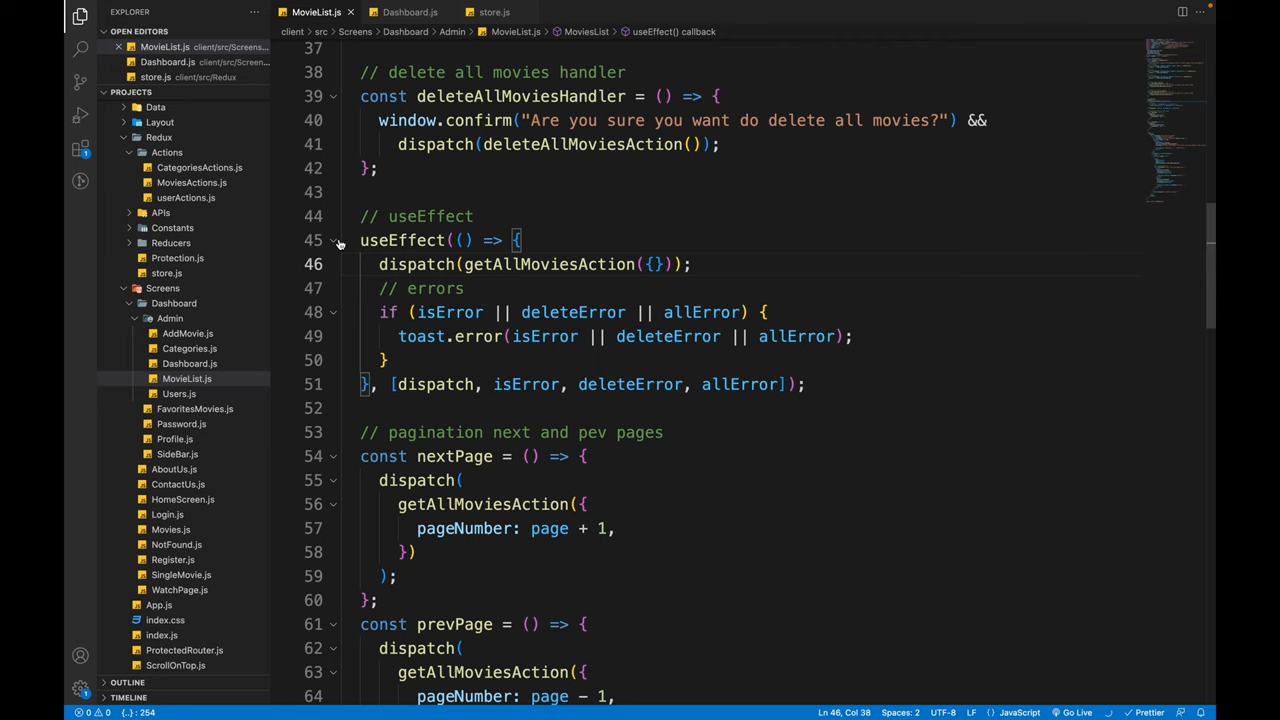 EXPLORER
MovieList.js
Dashboard.js
store.js
OPEN EDITORS
client > src > Screens > Dashboard > Admin > MovieList.js > MoviesList > useEffect() callback
MovieList.js client/src/Screens...
Dashboard.js client/src/Screen...
store.js client/src/Redux
PROJECTS
Data
Layout
Redux
Actions
CategoriesActions.js
MoviesActions.js
userActions.js
APIs
Constants
Reducers
Protection.js
store.js
Screens
Dashboard
Admin
AddMovie.js
Categories.js
Dashboard.js
MovieList.js
Users.js
FavoritesMovies.js
Password.js
Profile.js
SideBar.js
AboutUs.js
ContactUs.js
HomeScreen.js
Login.js
Movies.js
NotFound.js
Register.js
SingleMovie.js
WatchPage.js
App.js
index.css
index.js
ProtectedRouter.js
ScrollOnTop.js
OUTLINE
TIMELINE
37
38 // delete all movies handler
39 const deleteAllMoviesHandler = () => {
40 window.confirm("Are you sure you want do delete all movies?") &&
41 dispatch(deleteAllMoviesAction());
42 };
43
44 // useEffect
45 useEffect(() => {
46 dispatch(getAllMoviesAction({}));
47 // errors
48 if (isError || deleteError || allError) {
49 toast.error(isError || deleteError || allError);
50 }
51 }, [dispatch, isError, deleteError, allError]);
52
53 // pagination next and pev pages
54 const nextPage = () => {
55 dispatch(
56 getAllMoviesAction({
57 pageNumber: page + 1,
58 })
59 );
60 };
61 const prevPage = () => {
62 dispatch(
63 getAllMoviesAction({
64 pageNumber: page - 1,
1
1
0 0 {..}: 254
Ln 46, Col 38 Spaces: 2 UTF-8 LF {} JavaScript Go Live Prettier